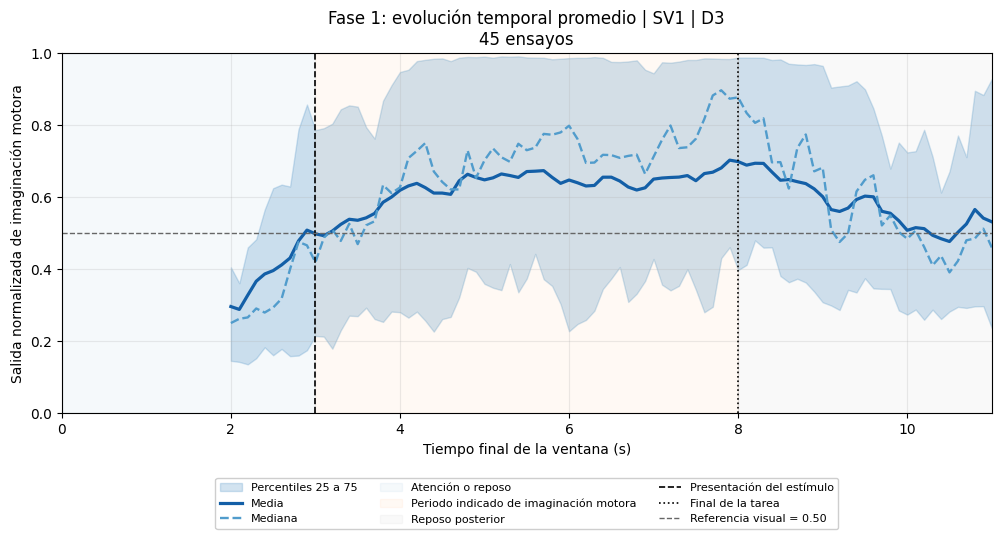 Fase 1: evolución temporal promedio | SV1 | D3
45 ensayos
Salida normalizada de imaginación motora
1.0
0.8
0.6
0.4
0.2
0.0
0 2 4 6 8 10
Tiempo final de la ventana (s)
Percentiles 25 a 75
Media
Mediana
Atención o reposo
Periodo indicado de imaginación motora
Reposo posterior
Presentación del estímulo
Final de la tarea
Referencia visual = 0.50